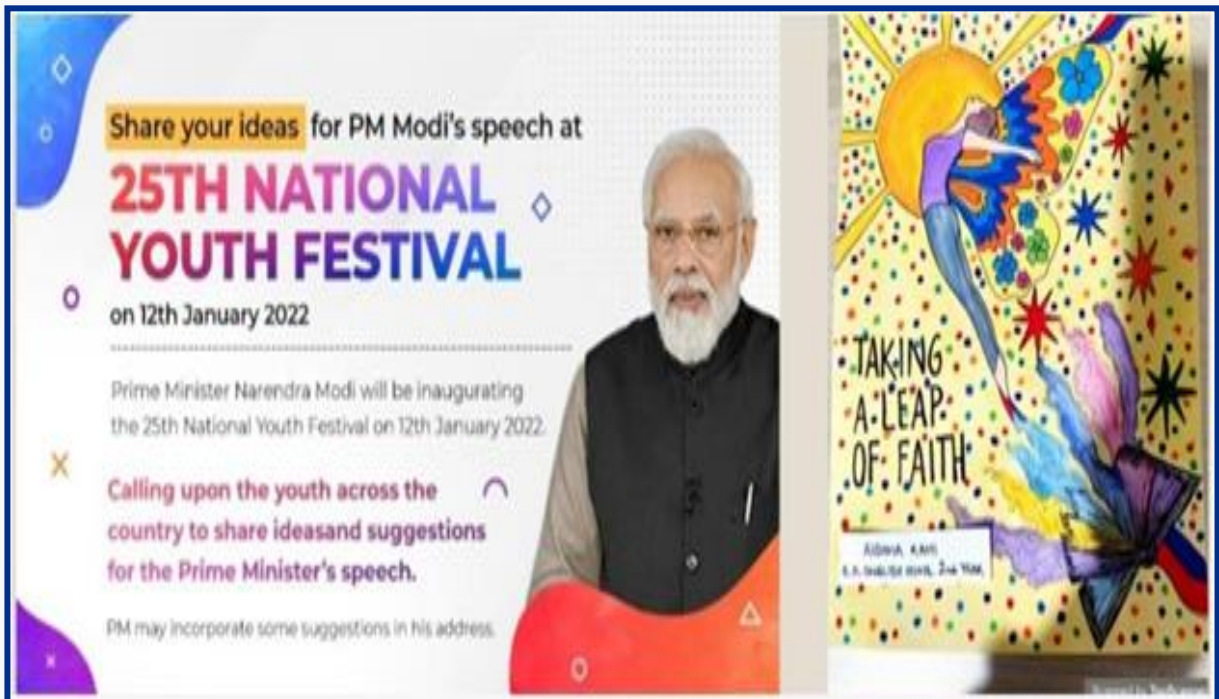 Share your ideas for PM Modi's speech at
25TH NATIONAL
YOUTH FESTIVAL
on 12th January 2022
Prime Minister Narendra Modi will be inaugurating
the 25th National Youth Festival on 12th January 2022.
Calling upon the youth across the
country to share ideasand suggestions
for the Prime Minister's speech.
PM may incorporate some suggestions in his address.
TAKING
A LEAP
OF FAITH
2nd YEAR